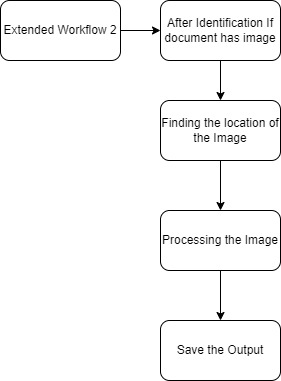 Extended Workflow 2
After Identification If
document has image
Finding the location of
the Image
Processing the Image
Save the Output